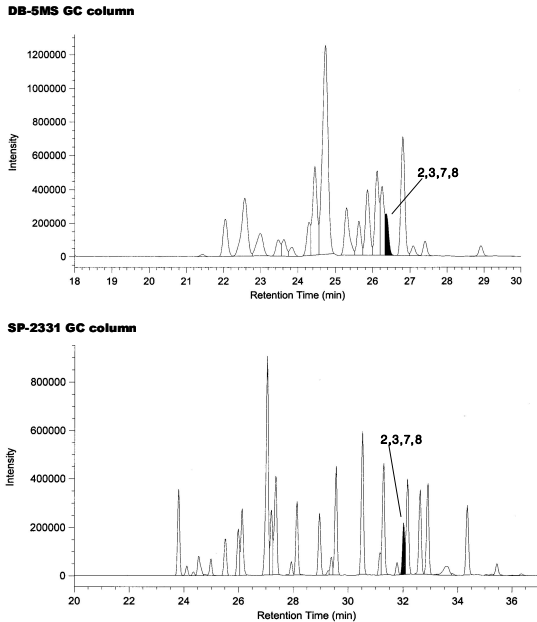 DB-5MS GC column
1200000
1000000
800000
Intensity
600000
2,3,7,8
400000
200000
0
18 19 20 21 22 23 24 25 26 27 28 29 30
Retention Time (min)
SP-2331 GC column
800000
600000
2,3,7,8
Intensity
400000
200000
0
20 22 24 26 28 30 32 34 36
Retention Time (min)